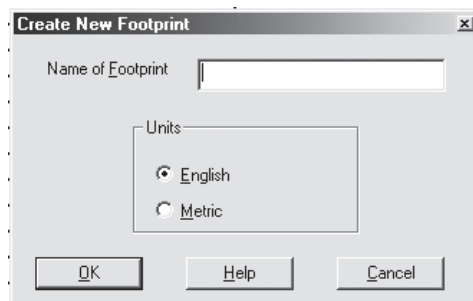 Create New Footprint
Name of Footprint
Units
English
Metric
OK Help Cancel